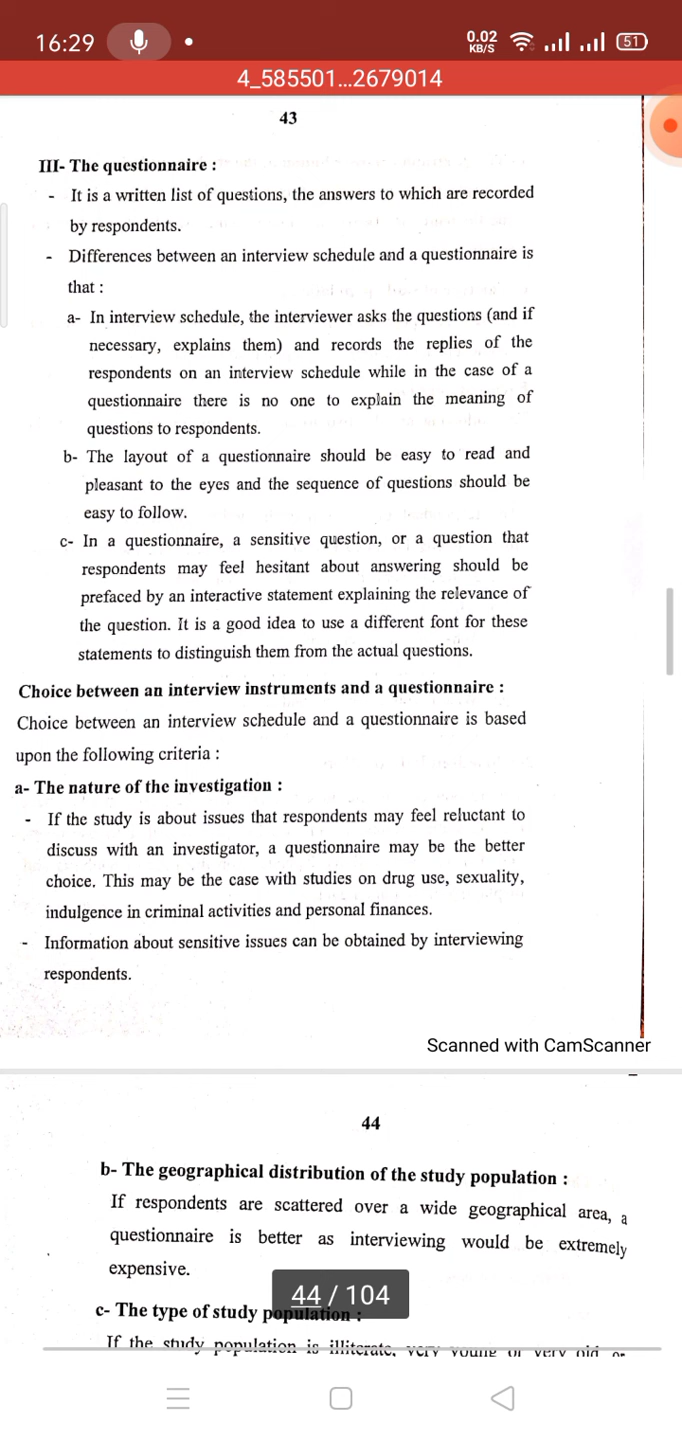 16:29
0.02
KB/S
51
4_585501...2679014
43
III- The questionnaire :
- It is a written list of questions, the answers to which are recorded
by respondents.
- Differences between an interview schedule and a questionnaire is
that :
a- In interview schedule, the interviewer asks the questions (and if
necessary, explains them) and records the replies of the
respondents on an interview schedule while in the case of a
questionnaire there is no one to explain the meaning of
questions to respondents.
b- The layout of a questionnaire should be easy to read and
pleasant to the eyes and the sequence of questions should be
easy to follow.
c- In a questionnaire, a sensitive question, or a question that
respondents may feel hesitant about answering should be
prefaced by an interactive statement explaining the relevance of
the question. It is a good idea to use a different font for these
statements to distinguish them from the actual questions.
Choice between an interview instruments and a questionnaire :
Choice between an interview schedule and a questionnaire is based
upon the following criteria :
a- The nature of the investigation :
- If the study is about issues that respondents may feel reluctant to
discuss with an investigator, a questionnaire may be the better
choice. This may be the case with studies on drug use, sexuality,
indulgence in criminal activities and personal finances.
- Information about sensitive issues can be obtained by interviewing
respondents.
Scanned with CamScanner
44
b- The geographical distribution of the study population :
If respondents are scattered over a wide geographical area, a
questionnaire is better as interviewing would be extremely
expensive.
44 / 104
c- The type of study population :
If the study population is illiterate, very young or very old or